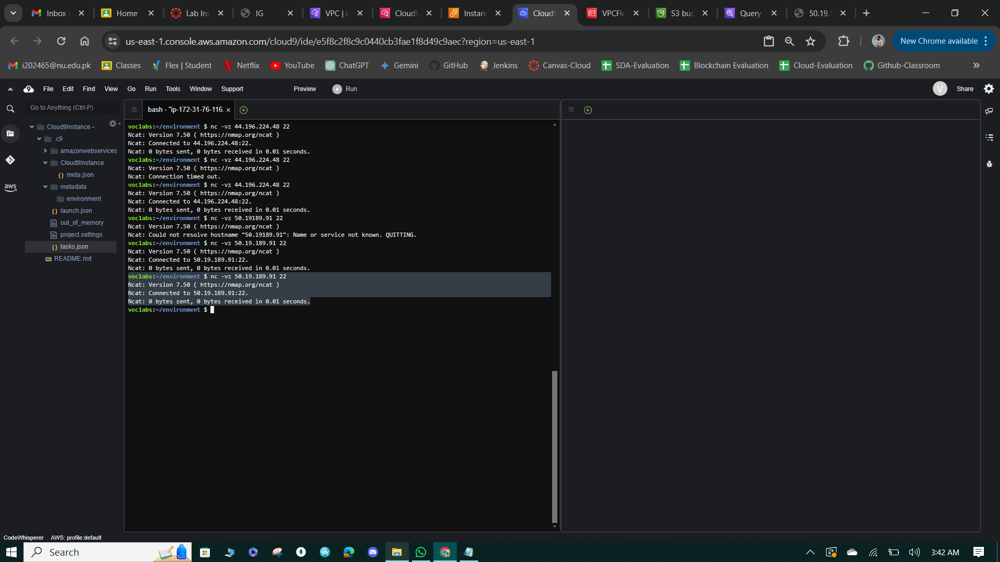 Inbox (
Home
Lab Ins
IG
VPC | u
CloudW
Instanc
Cloud9
VPCFlo
S3 buc
Query
50.19.1
us-east-1.console.aws.amazon.com/cloud9/ide/e5f8c2f8c9c0440cb3fae1f8d49c9aec?region=us-east-1
New Chrome available
i202465@nu.edu.pk
Classes
Flex | Student
Netflix
YouTube
ChatGPT
Gemini
GitHub
Jenkins
Canvas-Cloud
SDA-Evaluation
Blockchain Evaluation
Cloud-Evaluation
Github-Classroom
9 File Edit Find View Go Run Tools Window Support Preview Run
V Share
Go to Anything (Ctrl-P)
bash - "ip-172-31-76-116.
Cloud9Instance -
.c9
amazonwebservices
Cloud9Instance
{} meta.json
metadata
environment
{} launch.json
out_of_memory
project.settings
{} tasks.json
README.md
aws
voclabs:~/environment $ nc -vz 44.196.224.48 22
Ncat: Version 7.50 ( https://nmap.org/ncat )
Ncat: Connected to 44.196.224.48:22.
Ncat: 0 bytes sent, 0 bytes received in 0.01 seconds.
voclabs:~/environment $ nc -vz 44.196.224.48 22
Ncat: Version 7.50 ( https://nmap.org/ncat )
Ncat: Connection timed out.
voclabs:~/environment $ nc -vz 44.196.224.48 22
Ncat: Version 7.50 ( https://nmap.org/ncat )
Ncat: Connected to 44.196.224.48:22.
Ncat: 0 bytes sent, 0 bytes received in 0.01 seconds.
voclabs:~/environment $ nc -vz 50.19189.91 22
Ncat: Version 7.50 ( https://nmap.org/ncat )
Ncat: Could not resolve hostname "50.19189.91": Name or service not known. QUITTING.
voclabs:~/environment $ nc -vz 50.19.189.91 22
Ncat: Version 7.50 ( https://nmap.org/ncat )
Ncat: Connected to 50.19.189.91:22.
Ncat: 0 bytes sent, 0 bytes received in 0.01 seconds.
voclabs:~/environment $ nc -vz 50.19.189.91 22
Ncat: Version 7.50 ( https://nmap.org/ncat )
Ncat: Connected to 50.19.189.91:22.
Ncat: 0 bytes sent, 0 bytes received in 0.01 seconds.
voclabs:~/environment $
CodeWhisperer AWS: profile:default
Search
3:42 AM